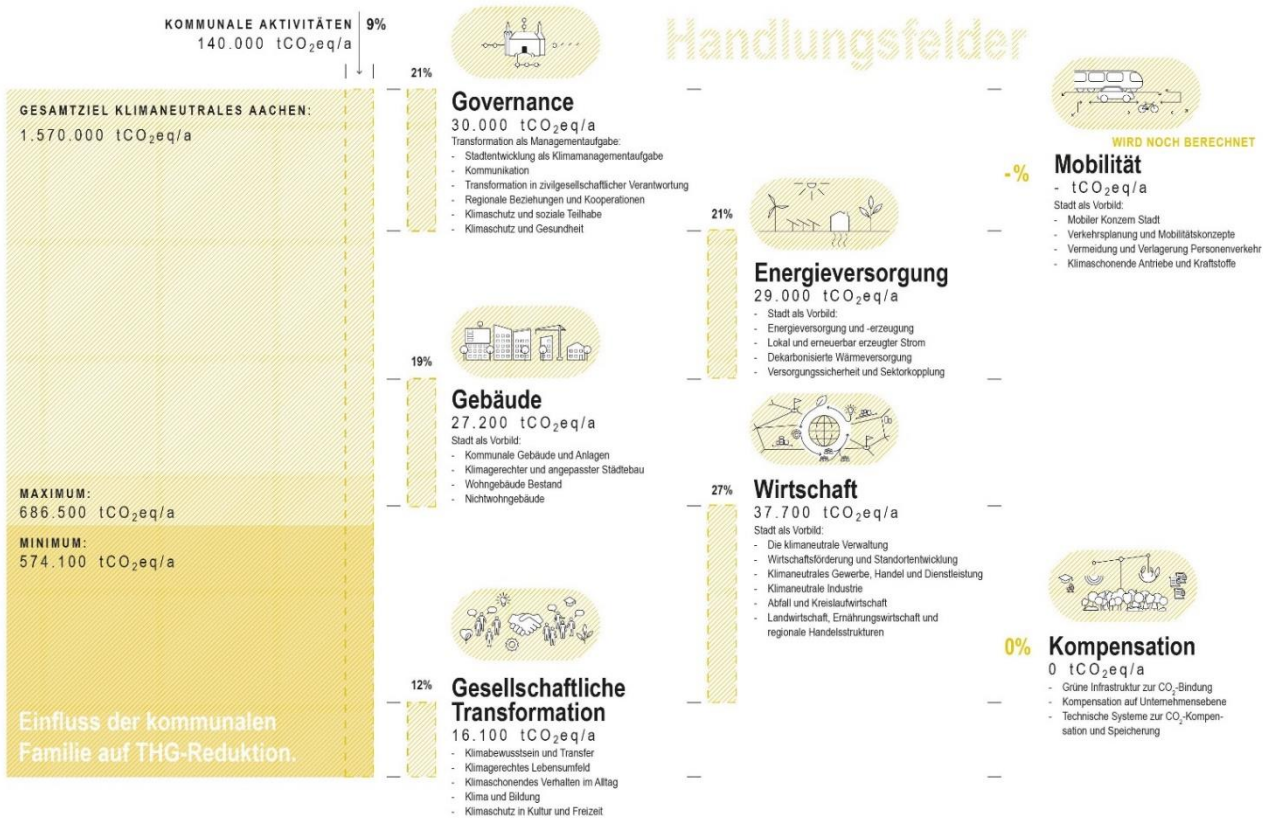 Handlungsfelder
KOMMUNALE AKTIVITÄTEN
140.000 tCO₂eq/a
9%
GESAMTZIEL KLIMANEUTRALES AACHEN:
1.570.000 tCO₂eq/a
MAXIMUM:
686.500 tCO₂eq/a
MINIMUM:
574.100 tCO₂eq/a
Einfluss der kommunalen
Familie auf THG-Reduktion.
21%
Governance
30.000 tCO₂eq/a
Transformation als Managementaufgabe:
- Stadtentwicklung als Klimamanagementaufgabe
- Kommunikation
- Transformation in zivilgesellschaftlicher Verantwortung
- Regionale Beziehungen und Kooperationen
- Klimaschutz und soziale Teilhabe
- Klimaschutz und Gesundheit
19%
Gebäude
27.200 tCO₂eq/a
Stadt als Vorbild:
- Kommunale Gebäude und Anlagen
- Klimagerechter und angepasster Städtebau
- Wohngebäude Bestand
- Nichtwohngebäude
12%
Gesellschaftliche
Transformation
16.100 tCO₂eq/a
- Klimabewusstsein und Transfer
- Klimagerechtes Lebensumfeld
- Klimaschonendes Verhalten im Alltag
- Klima und Bildung
- Klimaschutz in Kultur und Freizeit
21%
Energieversorgung
29.000 tCO₂eq/a
- Stadt als Vorbild:
- Energieversorgung und -erzeugung
- Lokal und erneuerbar erzeugter Strom
- Dekarbonisierte Wärmeversorgung
- Versorgungssicherheit und Sektorkopplung
27%
Wirtschaft
37.700 tCO₂eq/a
Stadt als Vorbild:
- Die klimaneutrale Verwaltung
- Wirtschaftsförderung und Standortentwicklung
- Klimaneutrales Gewerbe, Handel und Dienstleistung
- Klimaneutrale Industrie
- Abfall und Kreislaufwirtschaft
- Landwirtschaft, Ernährungswirtschaft und
regionale Handelsstrukturen
WIRD NOCH BERECHNET
-%
Mobilität
- tCO₂eq/a
Stadt als Vorbild:
- Mobiler Konzern Stadt
- Verkehrsplanung und Mobilitätskonzepte
- Vermeidung und Verlagerung Personenverkehr
- Klimaschonende Antriebe und Kraftstoffe
0%
Kompensation
0 tCO₂eq/a
- Grüne Infrastruktur zur CO₂-Bindung
- Kompensation auf Unternehmensebene
- Technische Systeme zur CO₂-Kompen-
sation und Speicherung